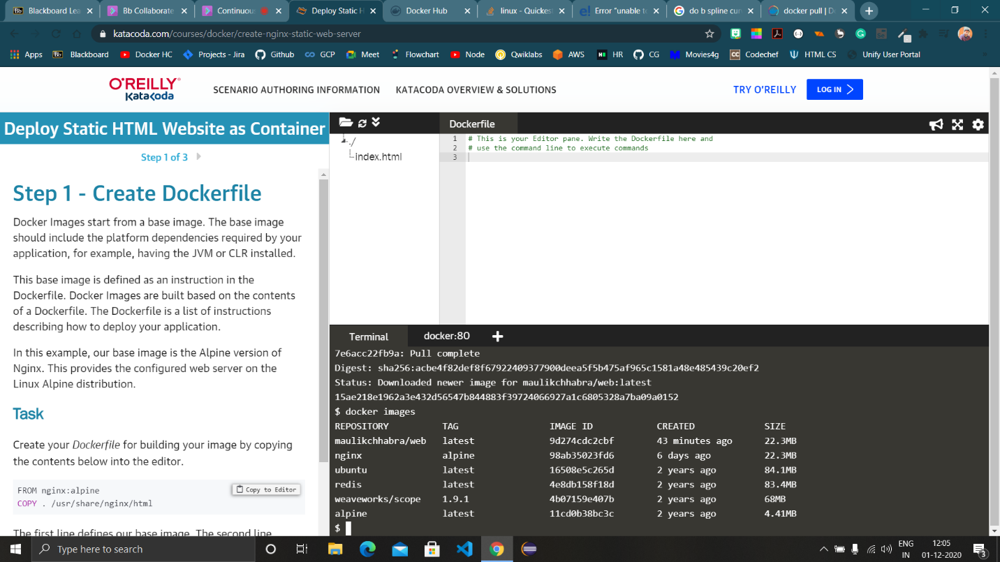 Blackboard Lea
Bb Collaborate
Continuous
Deploy Static H
Docker Hub
linux - Quickes
Error "unable t
do b spline cur
docker pull | D
katacoda.com/courses/docker/create-nginx-static-web-server
Apps
Bb Blackboard
Docker HC
Projects - Jira
Github
GCP
Meet
Flowchart
Node
Qwiklabs
AWS
HR
CG
Movies4g
CC Codechef
HTML CS
Unify User Portal
O'REILLY®
Katacoda
SCENARIO AUTHORING INFORMATION
KATACODA OVERVIEW & SOLUTIONS
TRY O'REILLY
LOG IN
Deploy Static HTML Website as Container
Step 1 of 3
Step 1 - Create Dockerfile
Docker Images start from a base image. The base image
should include the platform dependencies required by your
application, for example, having the JVM or CLR installed.
This base image is defined as an instruction in the
Dockerfile. Docker Images are built based on the contents
of a Dockerfile. The Dockerfile is a list of instructions
describing how to deploy your application.
In this example, our base image is the Alpine version of
Nginx. This provides the configured web server on the
Linux Alpine distribution.
Task
Create your Dockerfile for building your image by copying
the contents below into the editor.
Copy to Editor
FROM nginx:alpine
COPY . /usr/share/nginx/html
The first line defines our base image. The second line
./
index.html
Dockerfile
1 # This is your Editor pane. Write the Dockerfile here and
2 # use the command line to execute commands
3
Terminal
docker:80
7e6acc22fb9a: Pull complete
Digest: sha256:acbe4f82def8f67922409377900deea5f5b475af965c1581a48e485439c20ef2
Status: Downloaded newer image for maulikchhabra/web:latest
15ae218e1962a3e432d56547b844883f39724066927a1c6805328a7ba09a0152
$ docker images
REPOSITORY TAG IMAGE ID CREATED SIZE
maulikchhabra/web latest 9d274cdc2cbf 43 minutes ago 22.3MB
nginx alpine 98ab35023fd6 6 days ago 22.3MB
ubuntu latest 16508e5c265d 2 years ago 84.1MB
redis latest 4e8db158f18d 2 years ago 83.4MB
weaveworks/scope 1.9.1 4b07159e407b 2 years ago 68MB
alpine latest 11cd0b38bc3c 2 years ago 4.41MB
$
Type here to search
ENG
IN
12:05
01-12-2020
3